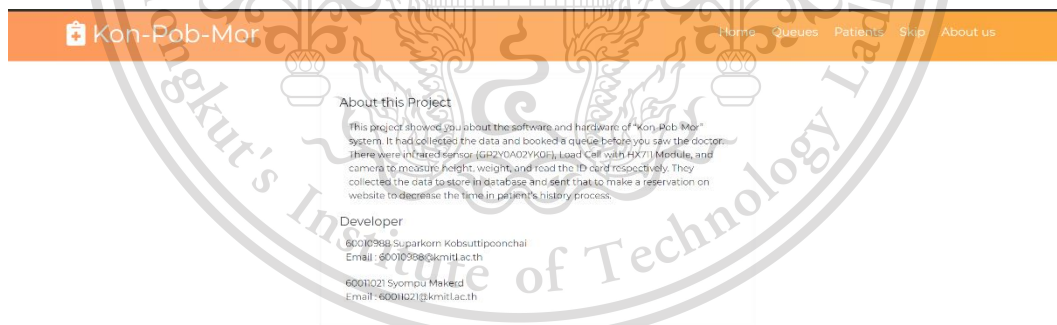 Kon-Pob-Mor
Home Queues Patients Skip About us
About this Project
This project showed you about the software and hardware of "Kon-Pob-Mor"
system. It had collected the data and booked a queue before you saw the doctor.
There were infrared sensor (GP2Y0A02YK0F), Load Cell with HX711 Module, and
camera to measure height, weight, and read the ID card respectively. They
collected the data to store in database and sent that to make a reservation on
website to decrease the time in patient's history process.
Developer
60010988 Suparkorn Kobsuttipoonchai
Email : 60010988@kmitl.ac.th
60011021 Syompu Makerd
Email : 60011021@kmitl.ac.th
gkut's Institute of Technology Lad